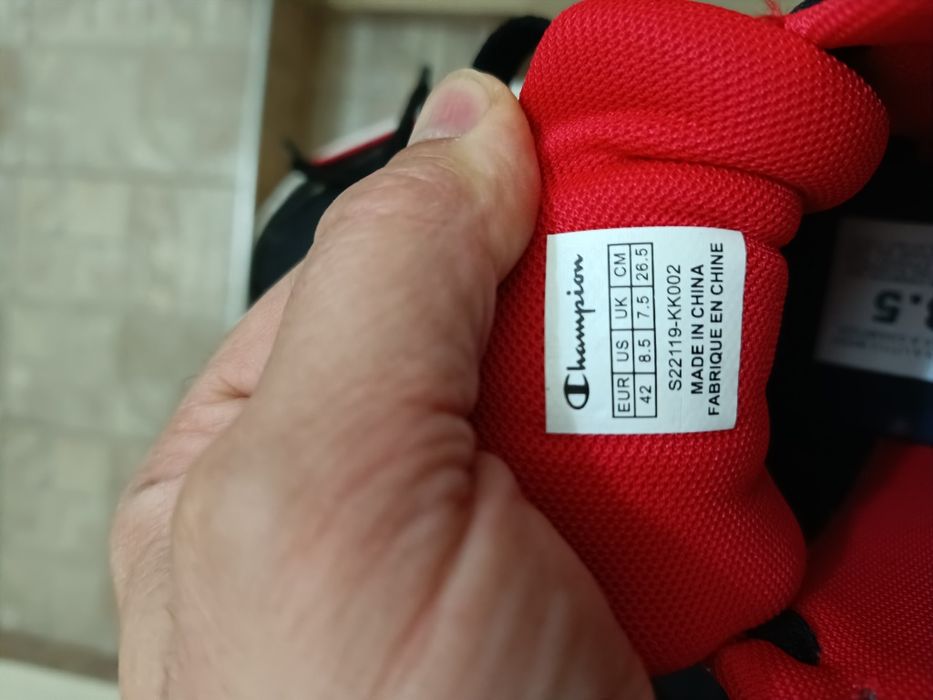 Champion
EUR US UK CM
42 8.5 7.5 26.5
S22119-KK002
MADE IN CHINA
FABRIQUE EN CHINE